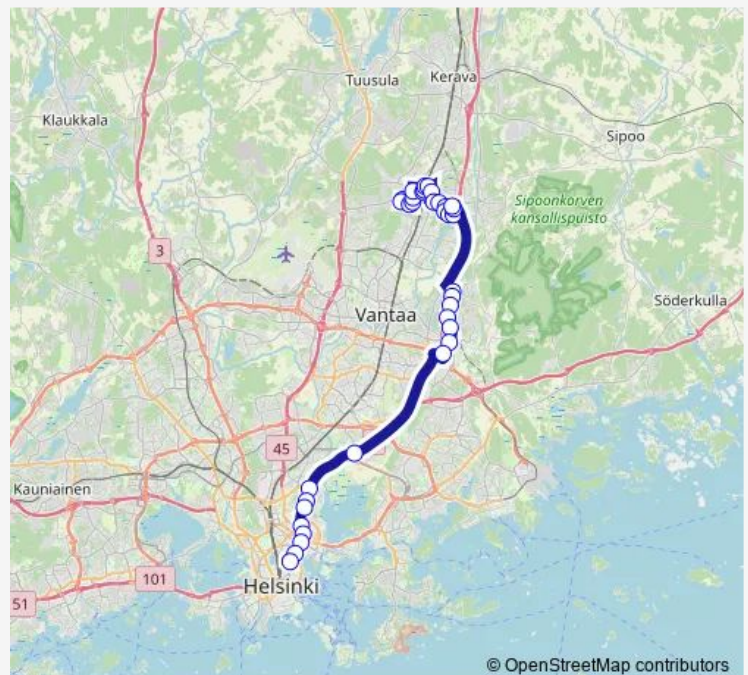 Tuusula
Kerava
Klaukkala
Sipoo
Sipoonkorven
kansallispuisto
3
Söderkulla
Vantaa
45
Kauniainen
101
Helsinki
51
© OpenStreetMap contributors